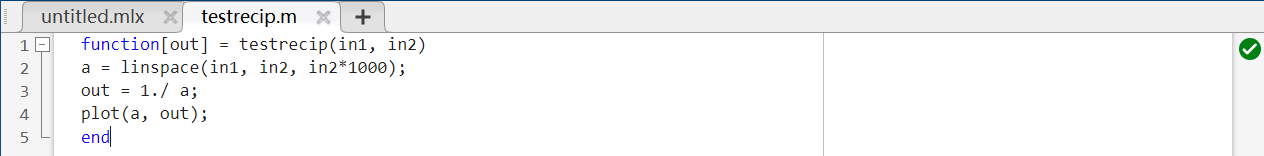 untitled.mlx testrecip.m +
1 function[out] = testrecip(in1, in2)
2 a = linspace(in1, in2, in2*1000);
3 out = 1./ a;
4 plot(a, out);
5 end